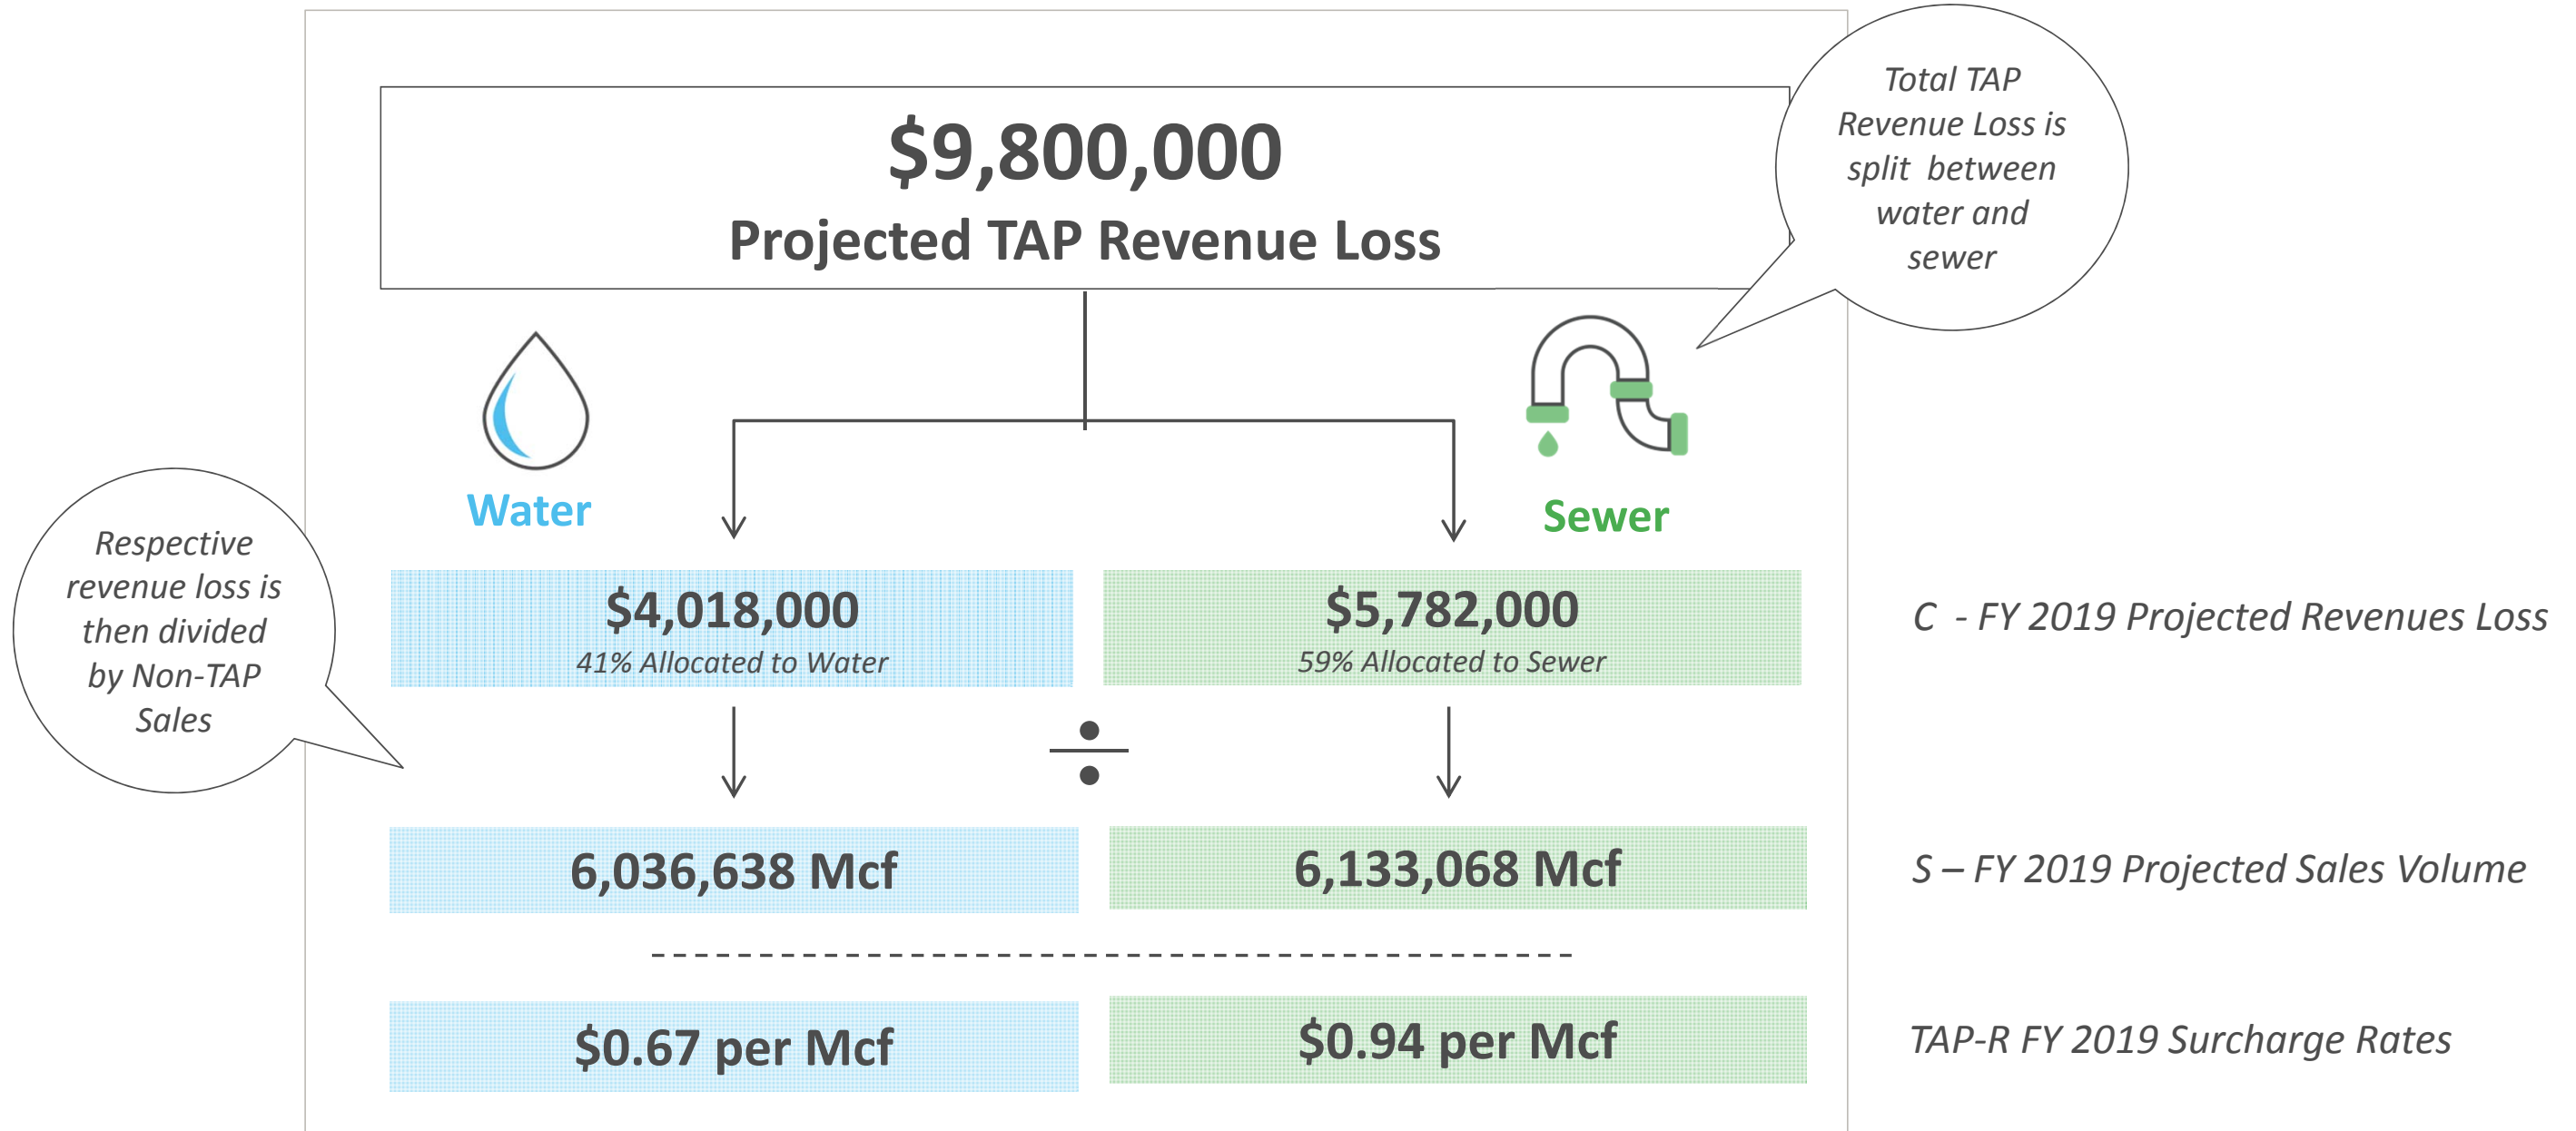 $9,800,000
Projected TAP Revenue Loss
Total TAP
Revenue Loss is
split between
water and
sewer
Water
Sewer
Respective
revenue loss is
then divided
by Non-TAP
Sales
$4,018,000
41% Allocated to Water
$5,782,000
59% Allocated to Sewer
C - FY 2019 Projected Revenues Loss
÷
6,036,638 Mcf
6,133,068 Mcf
S – FY 2019 Projected Sales Volume
$0.67 per Mcf
$0.94 per Mcf
TAP-R FY 2019 Surcharge Rates